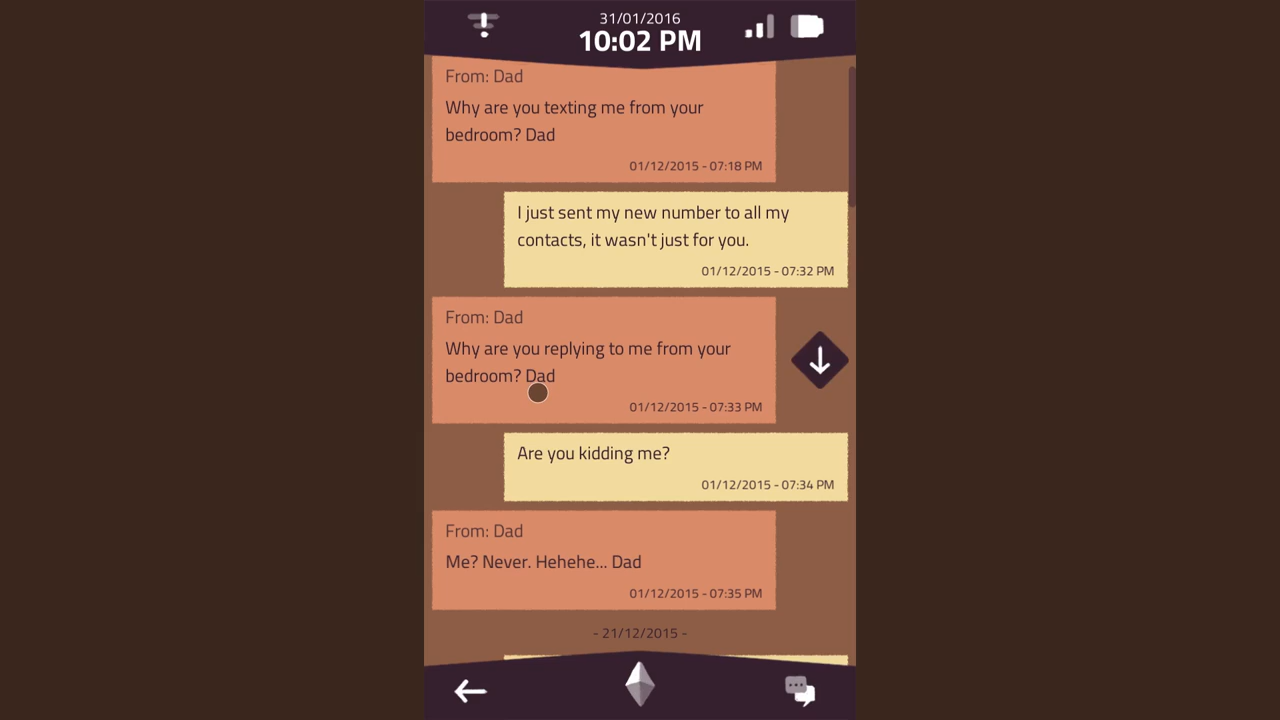 31/01/2016
10:02 PM
From: Dad
Why are you texting me from your
bedroom? Dad
01/12/2015 - 07:18 PM
I just sent my new number to all my
contacts, it wasn't just for you.
01/12/2015 - 07:32 PM
From: Dad
Why are you replying to me from your
bedroom? Dad
01/12/2015 - 07:33 PM
Are you kidding me?
01/12/2015 - 07:34 PM
From: Dad
Me? Never. Hehehe... Dad
01/12/2015 - 07:35 PM
- 21/12/2015 -